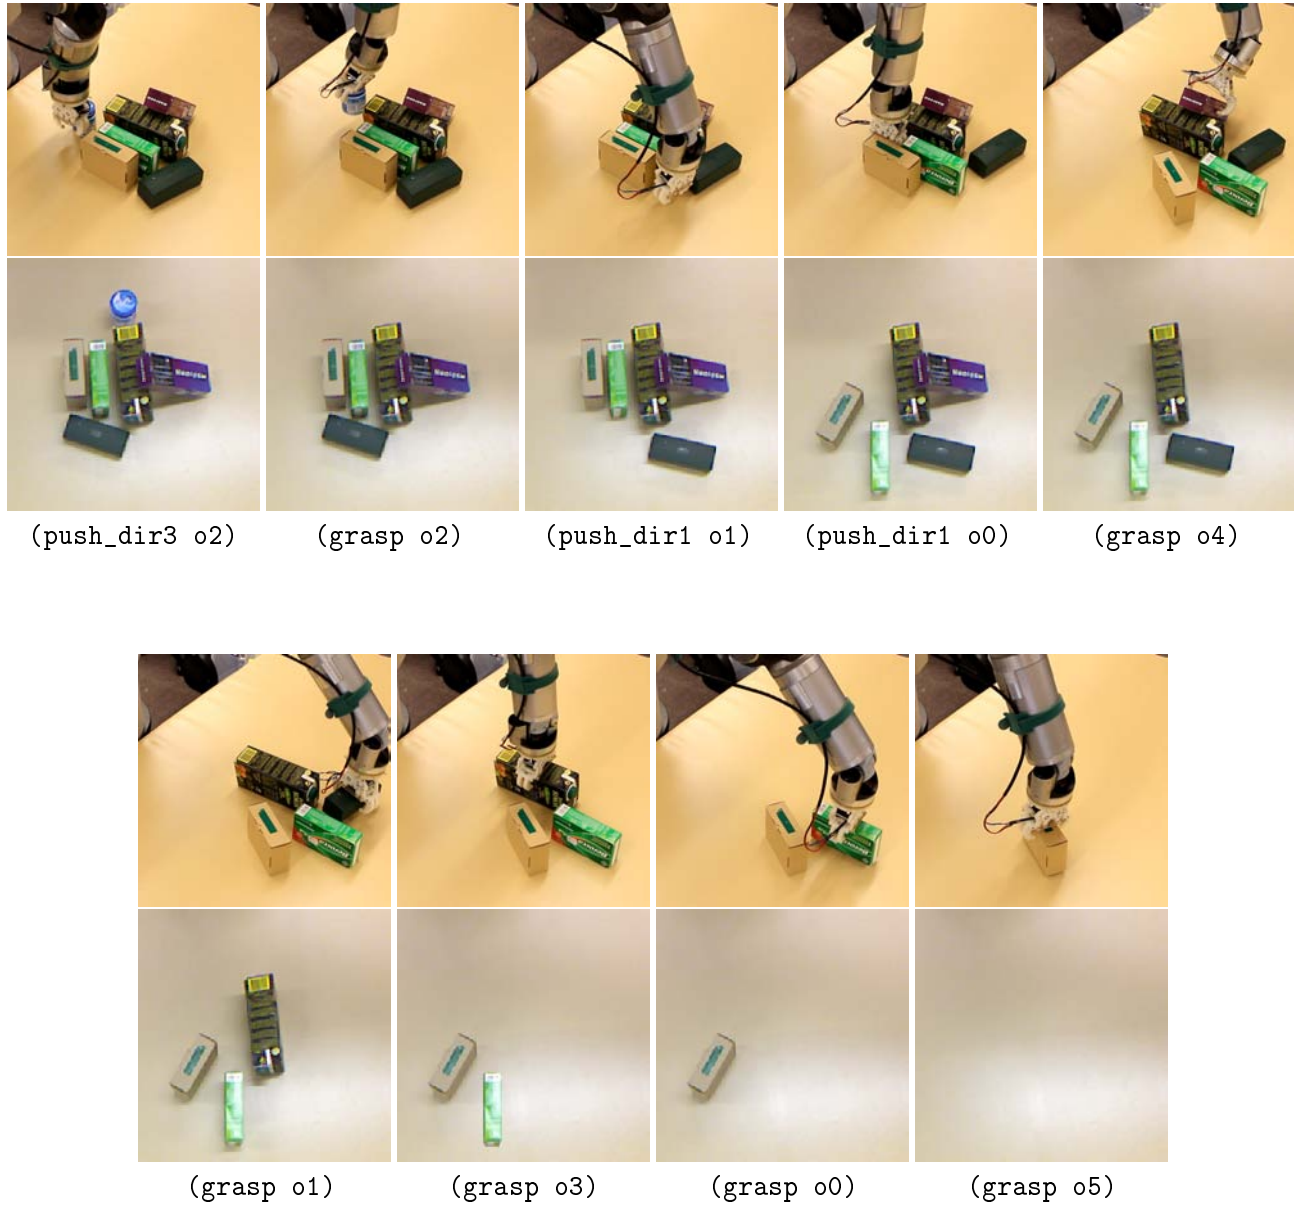 (push_dir3 o2)
(grasp o2)
(push_dir1 o1)
(push_dir1 o0)
(grasp o4)
(grasp o1)
(grasp o3)
(grasp o0)
(grasp o5)